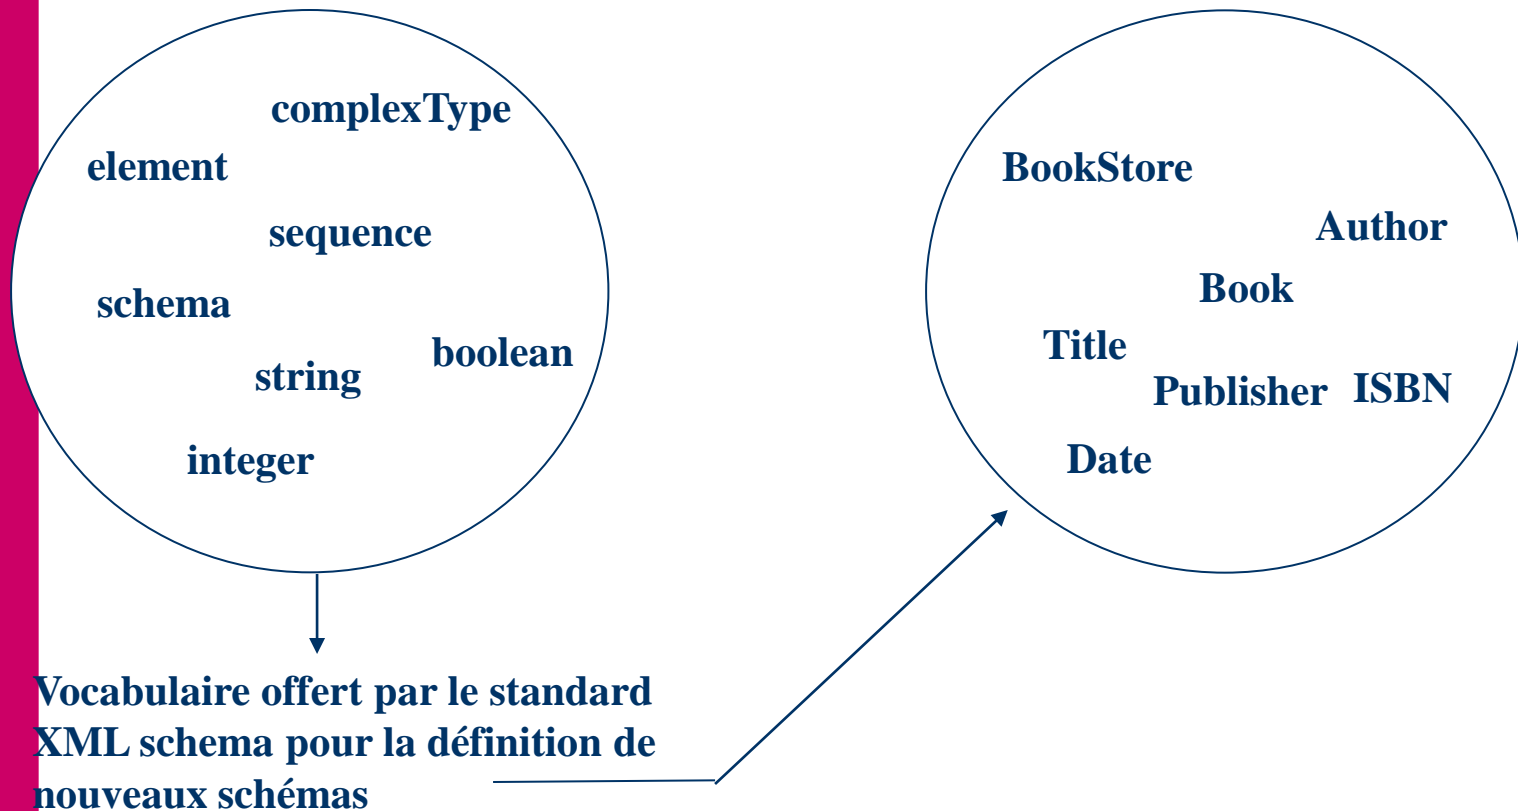 complexType
element
sequence
schema
boolean
string
integer
BookStore
Author
Book
Title
Publisher ISBN
Date
Vocabulaire offert par le standard
XML schema pour la définition de
nouveaux schémas